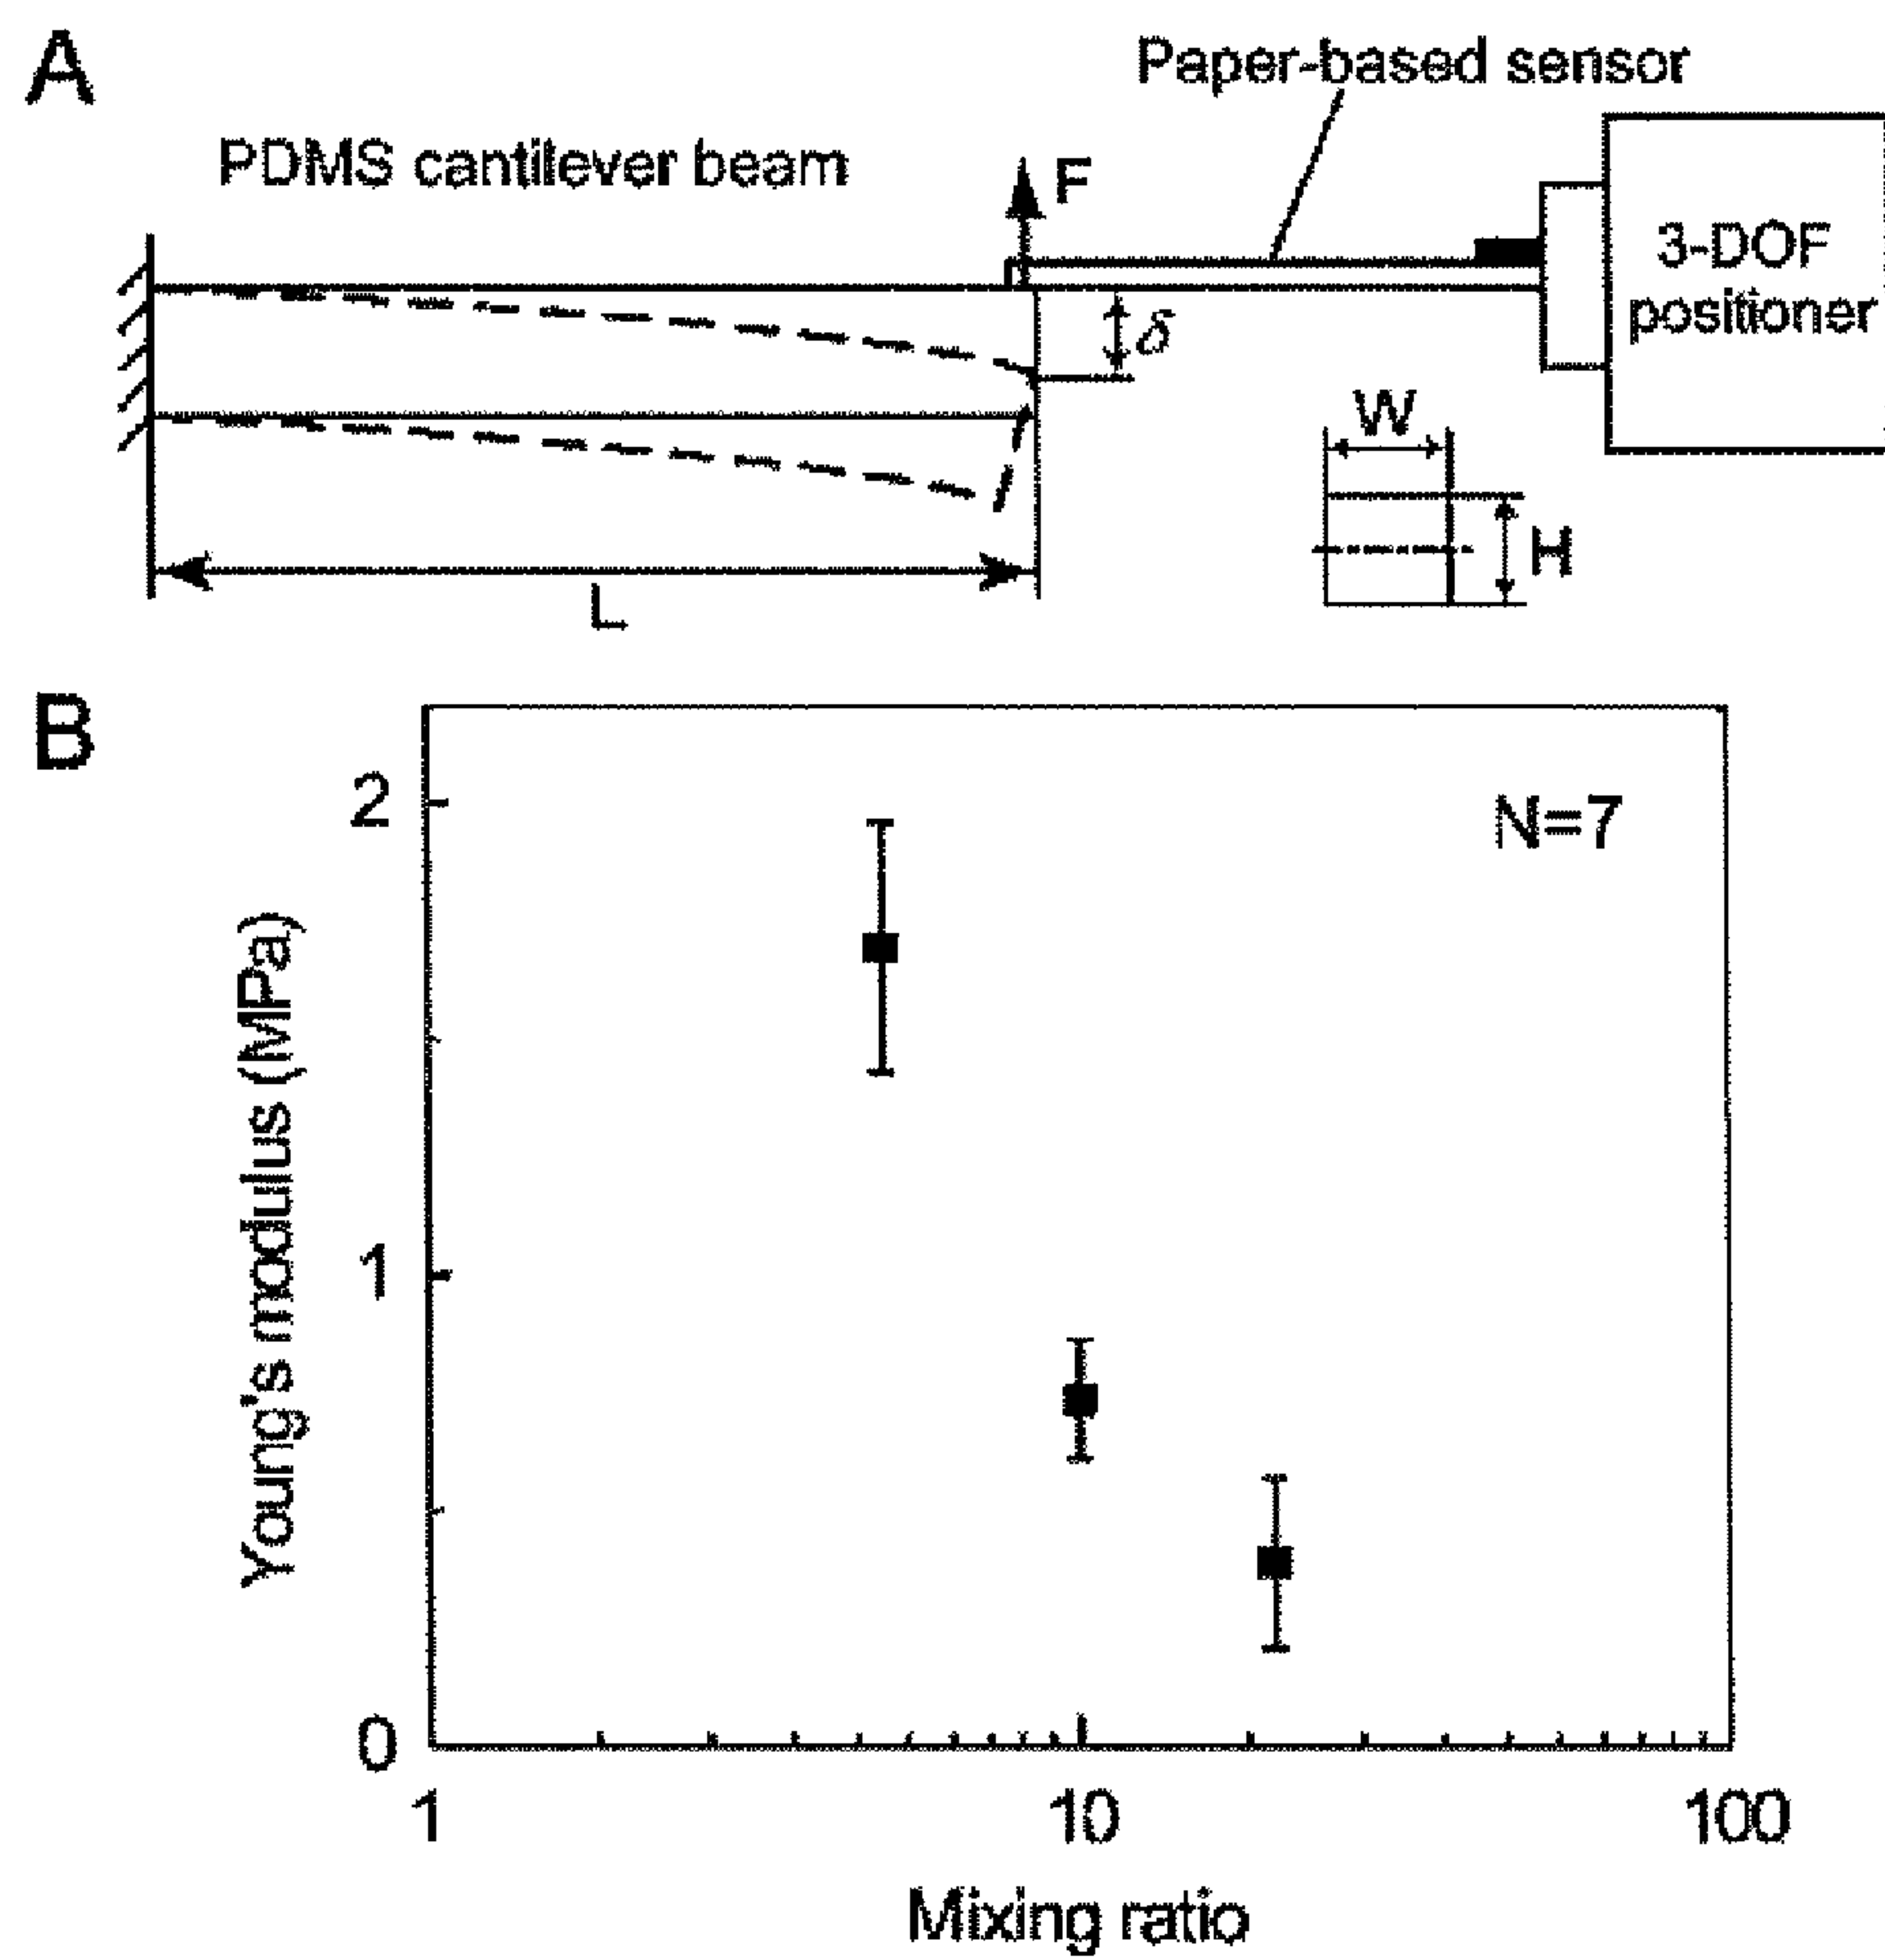 A
Paper-based sensor
PDMS cantilever beam
F
3-DOF
positioner
δ
W
H
L
B
2
N=7
1
0
1
10
100
Young's modulus (MPa)
Mixing ratio